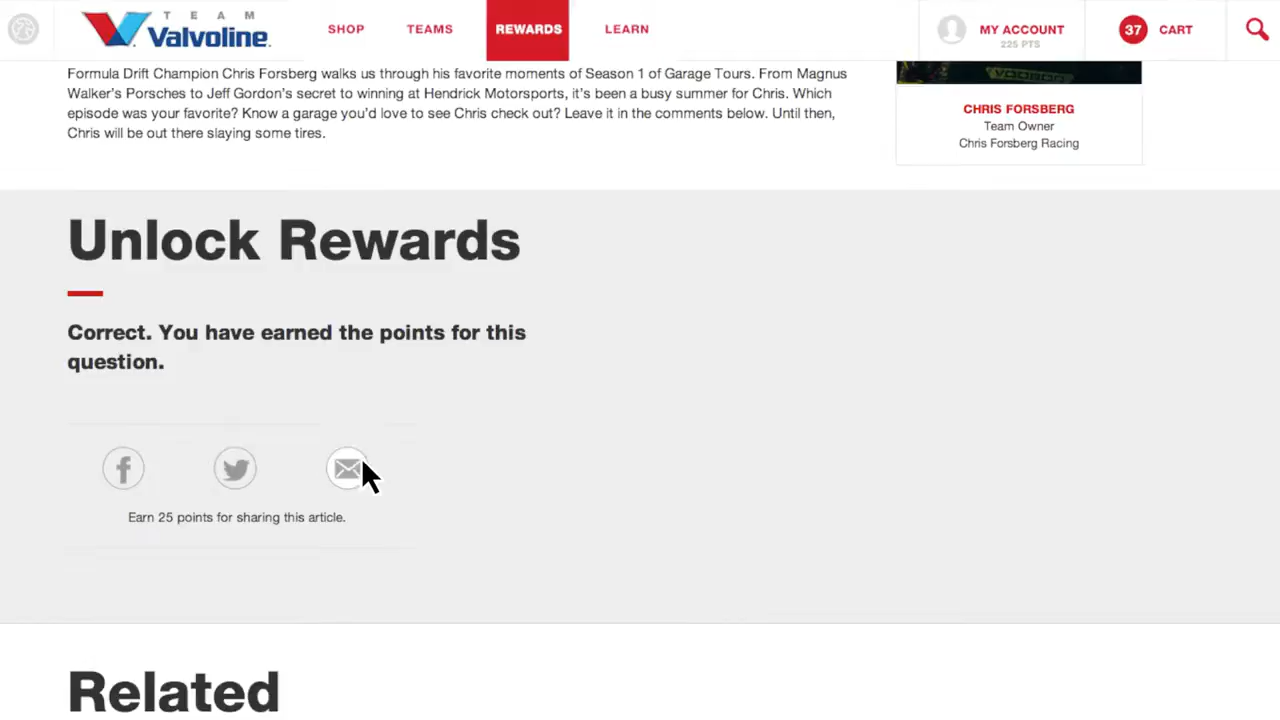 TEAM
Valvoline
SHOP
TEAMS
REWARDS
LEARN
MY ACCOUNT
225 PTS
37
CART
Formula Drift Champion Chris Forsberg walks us through his favorite moments of Season 1 of Garage Tours. From Magnus
Walker's Porsches to Jeff Gordon's secret to winning at Hendrick Motorsports, it's been a busy summer for Chris. Which
episode was your favorite? Know a garage you'd love to see Chris check out? Leave it in the comments below. Until then,
Chris will be out there slaying some tires.
CHRIS FORSBERG
Team Owner
Chris Forsberg Racing
Unlock Rewards
Correct. You have earned the points for this
question.
Earn 25 points for sharing this article.
Related